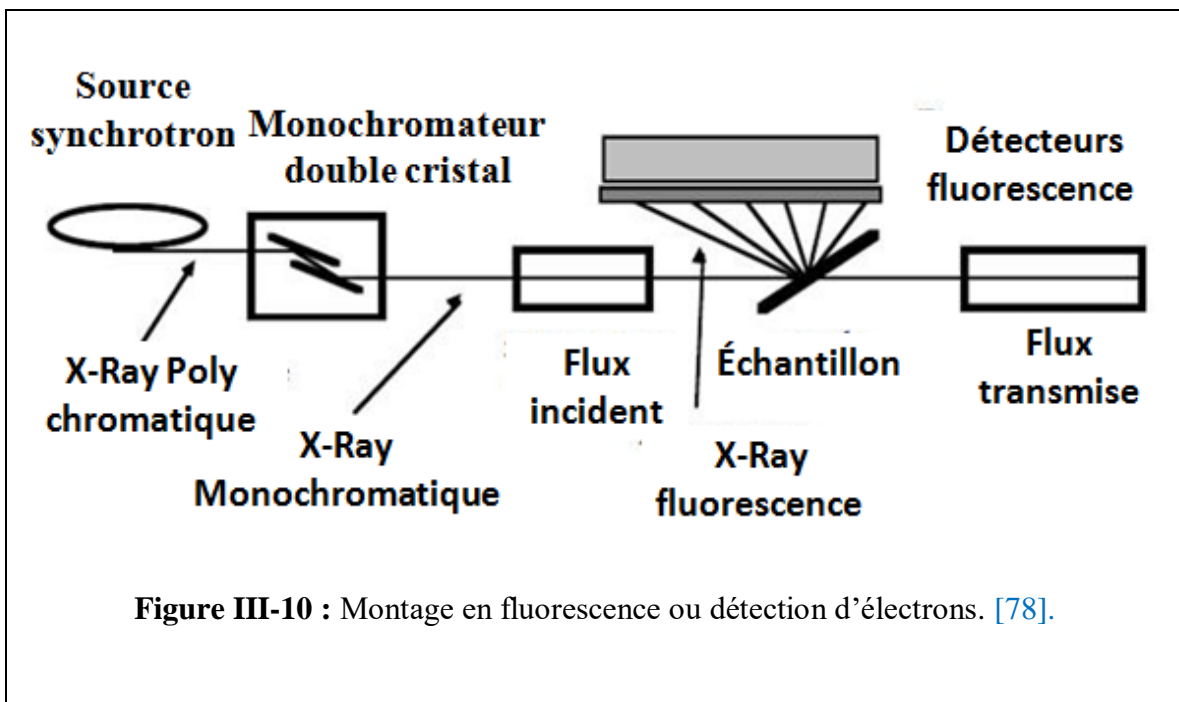 Source
synchrotron
Monochromateur
double cristal
Détecteurs
fluorescence
X-Ray Poly
chromatique
X-Ray
Monochromatique
Flux
incident
Échantillon
X-Ray
fluorescence
Flux
transmise
Figure III-10 : Montage en fluorescence ou détection d’électrons. [78].